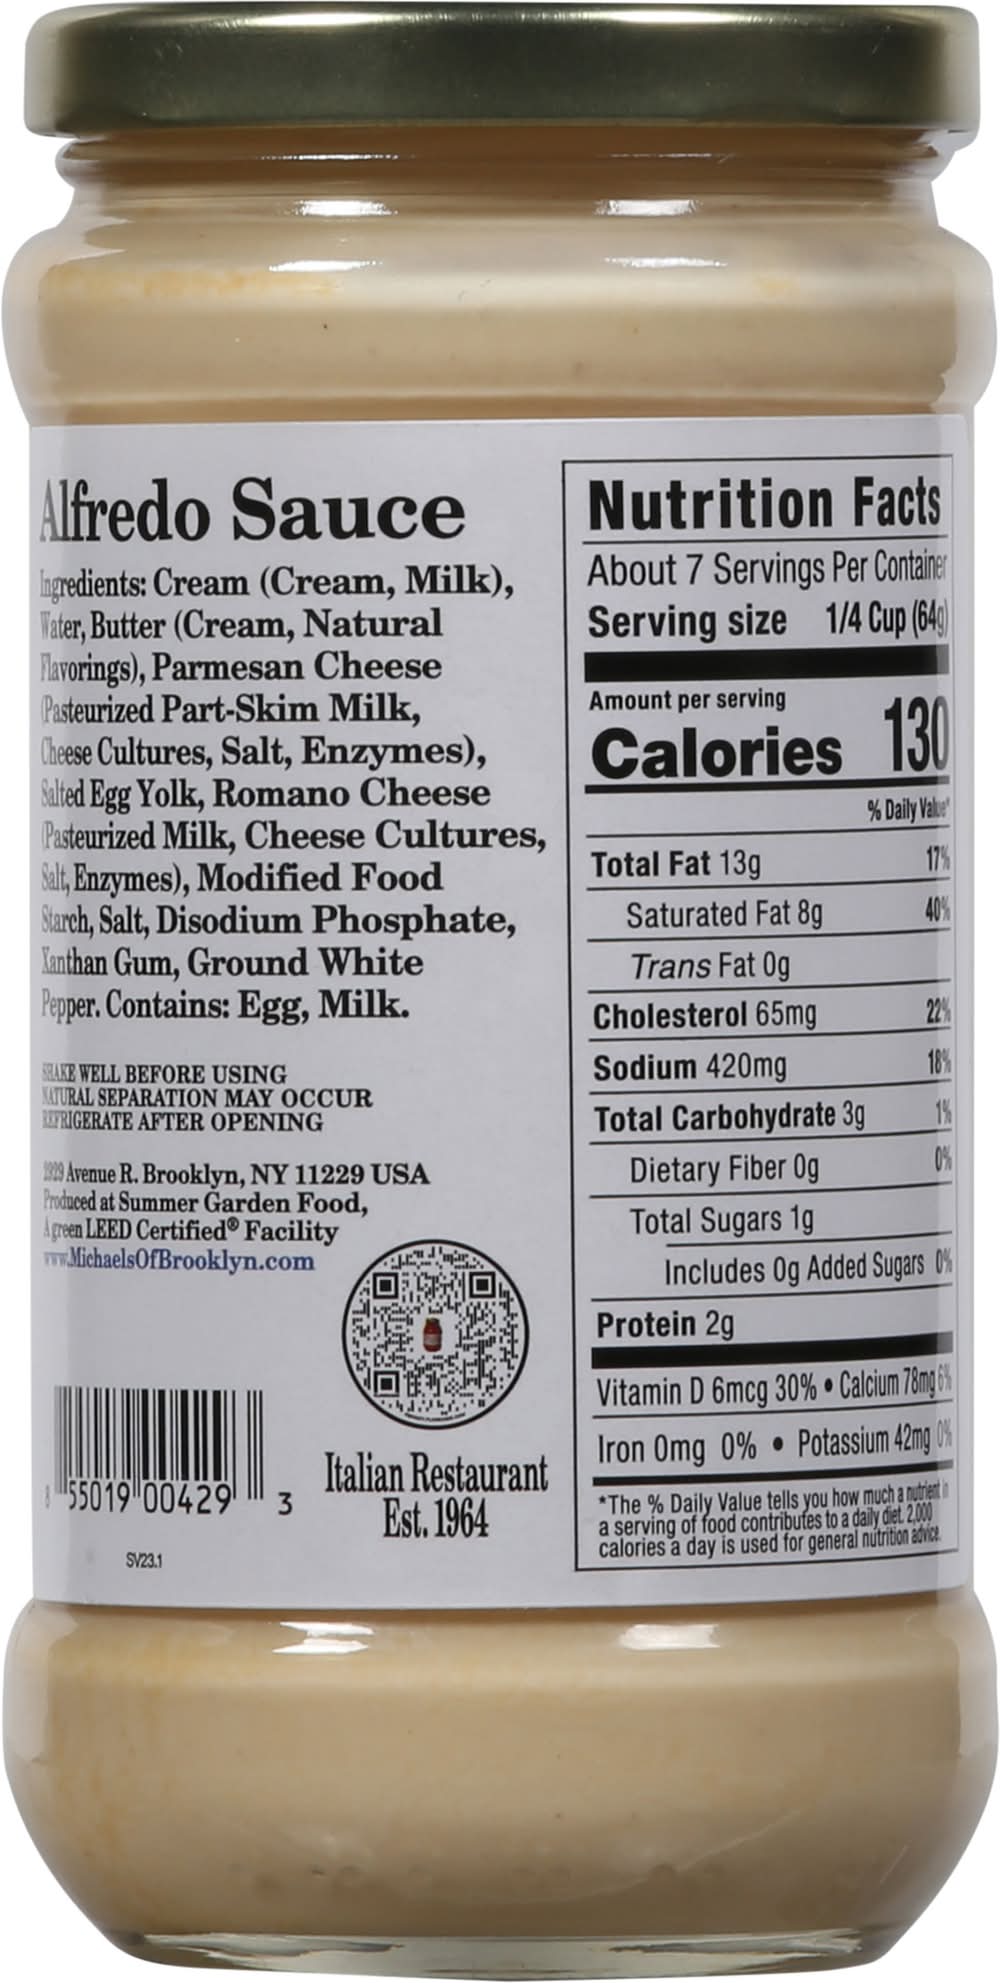 Alfredo Sauce
Ingredients: Cream (Cream, Milk),
Water, Butter (Cream, Natural
Flavorings), Parmesan Cheese
(Pasteurized Part-Skim Milk,
Cheese Cultures, Salt, Enzymes),
Salted Egg Yolk, Romano Cheese
(Pasteurized Milk, Cheese Cultures,
Salt, Enzymes), Modified Food
Starch, Salt, Disodium Phosphate,
Xanthan Gum, Ground White
Pepper. Contains: Egg, Milk.
SHAKE WELL BEFORE USING
NATURAL SEPARATION MAY OCCUR
REFRIGERATE AFTER OPENING
2929 Avenue R. Brooklyn, NY 11229 USA
Produced at Summer Garden Food,
A green LEED Certified® Facility
www.MichaelsOfBrooklyn.com
8 55019 00429 3
SV23.1
Italian Restaurant
Est. 1964
Nutrition Facts
About 7 Servings Per Container
Serving size 1/4 Cup (64g)
Amount per serving
Calories 130
% Daily Value*
Total Fat 13g 17%
Saturated Fat 8g 40%
Trans Fat 0g
Cholesterol 65mg 22%
Sodium 420mg 18%
Total Carbohydrate 3g 1%
Dietary Fiber 0g 0%
Total Sugars 1g
Includes 0g Added Sugars 0%
Protein 2g
Vitamin D 6mcg 30% • Calcium 78mg 6%
Iron 0mg 0% • Potassium 42mg 0%
*The % Daily Value tells you how much a nutrient in
a serving of food contributes to a daily diet. 2,000
calories a day is used for general nutrition advice.